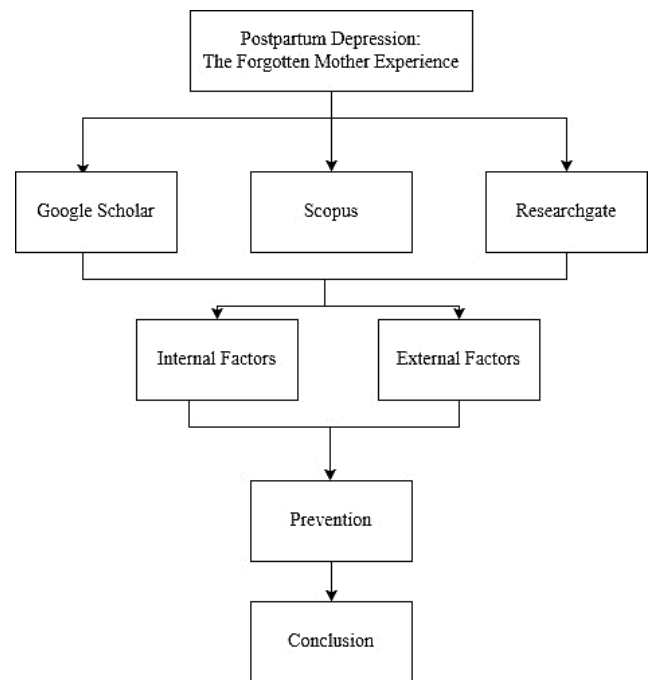 Postpartum Depression:
The Forgotten Mother Experience
Google Scholar
Scopus
Researchgate
Internal Factors
External Factors
Prevention
Conclusion